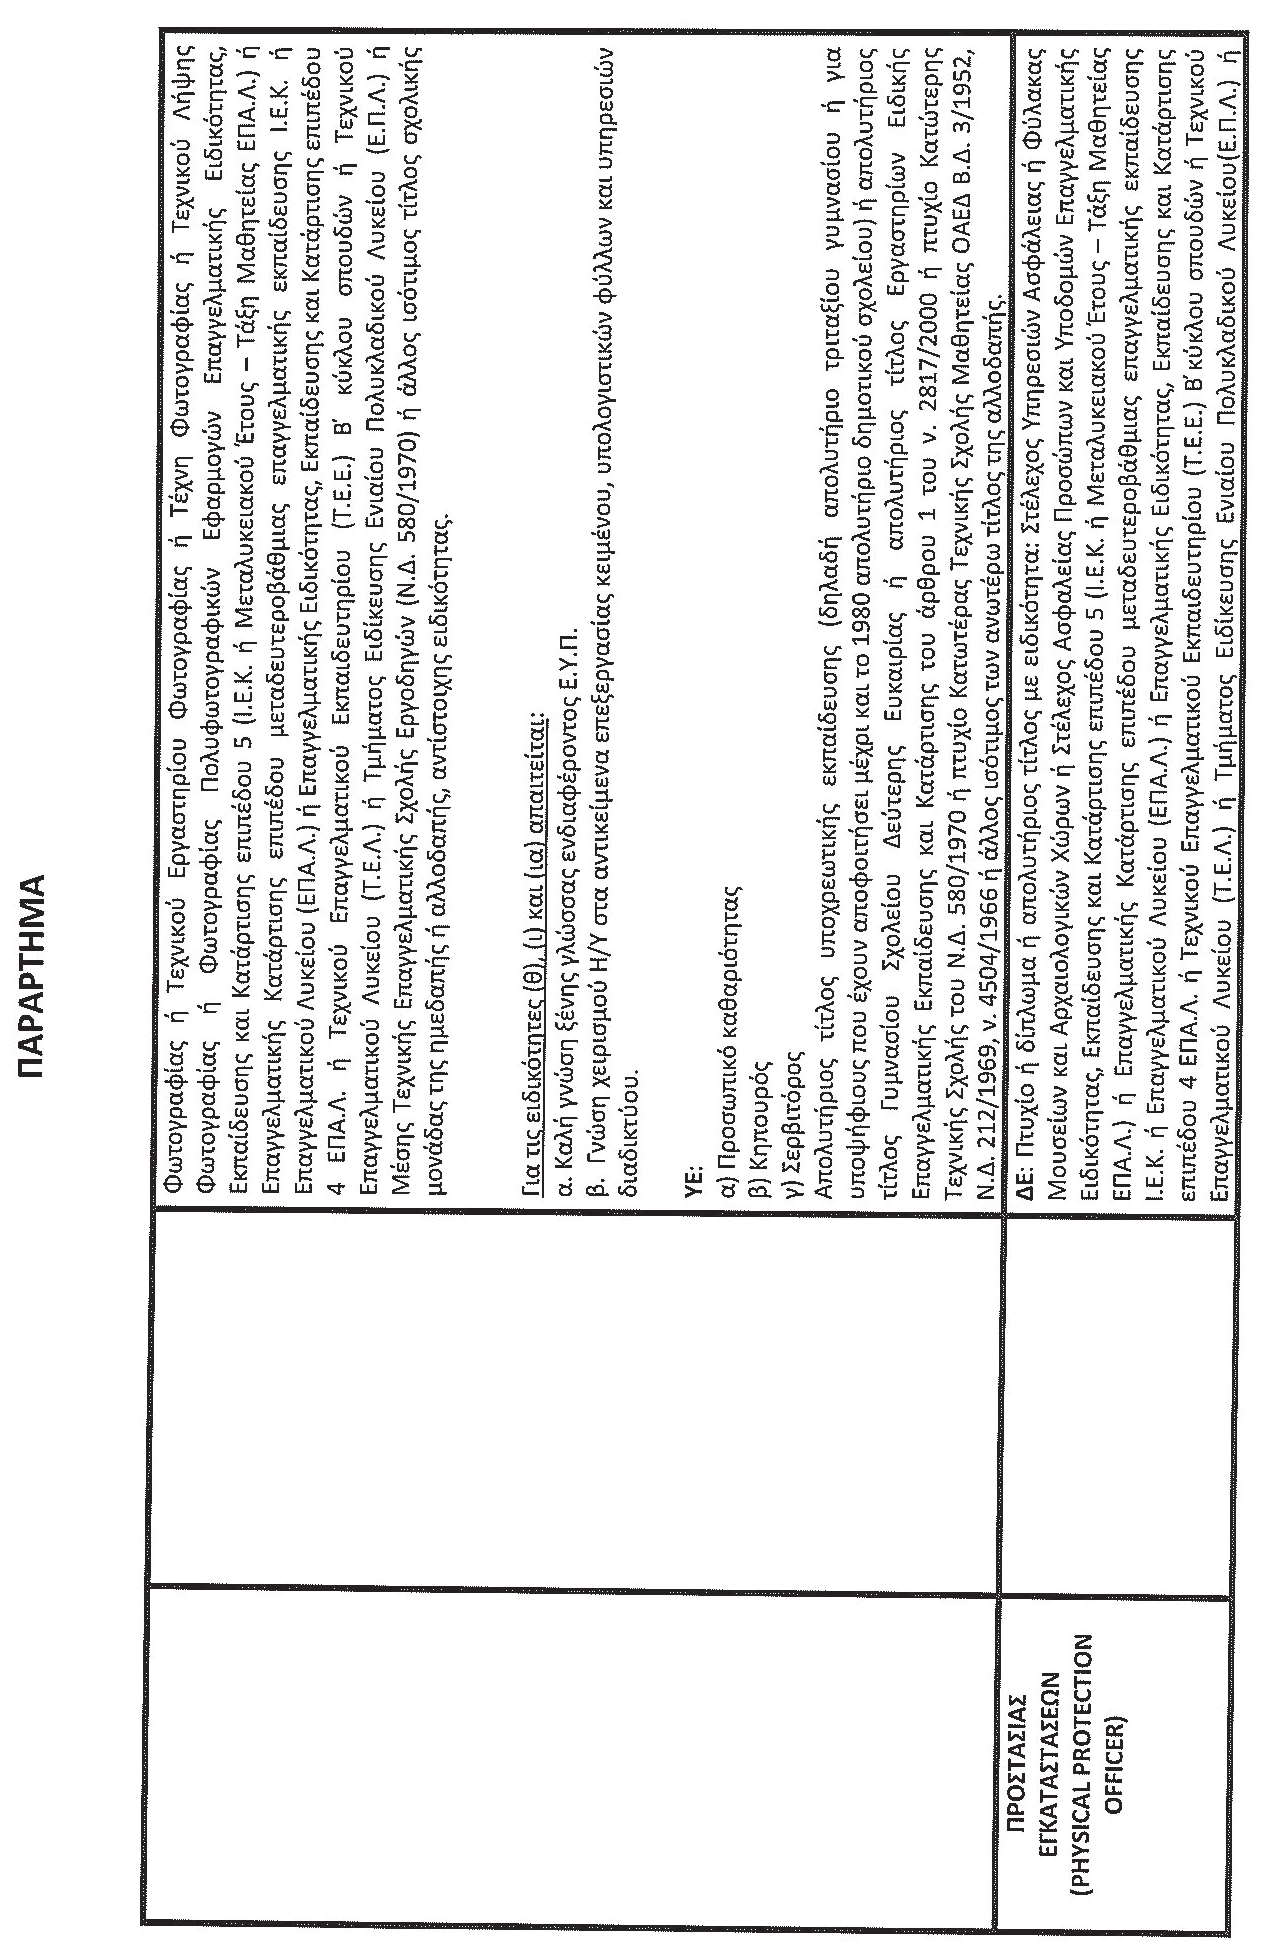 ΠΑΡΑΡΤΗΜΑ
Φωτογραφίας ή Τεχνικού Εργαστηρίου Φωτογραφίας ή Τέχνη Φωτογραφίας ή Τεχνικού Λήψης
Φωτογραφίας ή Φωτογραφίας Πολυφωτογραφικών Εφαρμογών Επαγγελματικής Ειδικότητας,
Εκπαίδευσης και Κατάρτισης επιπέδου 5 (Ι.Ε.Κ. ή Μεταλυκειακού Έτους – Τάξη Μαθητείας ΕΠΑ.Λ.) ή
Επαγγελματικής Κατάρτισης επιπέδου μεταδευτεροβάθμιας επαγγελματικής εκπαίδευσης Ι.Ε.Κ. ή
Επαγγελματικού Λυκείου (ΕΠΑ.Λ.) ή Επαγγελματικής Ειδικότητας, Εκπαίδευσης και Κατάρτισης επιπέδου
4 ΕΠΑ.Λ. ή Τεχνικού Επαγγελματικού Εκπαιδευτηρίου (Τ.Ε.Ε.) Β΄ κύκλου σπουδών ή Τεχνικού
Επαγγελματικού Λυκείου (Τ.Ε.Λ.) ή Τμήματος Ειδίκευσης Ενιαίου Πολυκλαδικού Λυκείου (Ε.Π.Λ.) ή
Μέσης Τεχνικής Επαγγελματικής Σχολής Εργοδηγών (Ν.Δ. 580/1970) ή άλλος ισότιμος τίτλος σχολικής
μονάδας της ημεδαπής ή αλλοδαπής, αντίστοιχης ειδικότητας.
Για τις ειδικότητες (θ), (ι) και (ια) απαιτείται:
α. Καλή γνώση ξένης γλώσσας ενδιαφέροντος Ε.Υ.Π.
β. Γνώση χειρισμού Η/Υ στα αντικείμενα επεξεργασίας κειμένου, υπολογιστικών φύλλων και υπηρεσιών
διαδικτύου.
ΥΕ:
α) Προσωπικό καθαριότητας
β) Κηπουρός
γ) Σερβιτόρος
Απολυτήριος τίτλος υποχρεωτικής εκπαίδευσης (δηλαδή απολυτήριο τριταξίου γυμνασίου ή για
υποψήφιους που έχουν αποφοιτήσει μέχρι και το 1980 απολυτήριο δημοτικού σχολείου) ή απολυτήριος
τίτλος Γυμνασίου Σχολείου Δεύτερης Ευκαιρίας ή απολυτήριος τίτλος Εργαστηρίων Ειδικής
Επαγγελματικής Εκπαίδευσης και Κατάρτισης του άρθρου 1 του ν. 2817/2000 ή πτυχίο Κατώτερης
Τεχνικής Σχολής του Ν.Δ. 580/1970 ή πτυχίο Κατωτέρας Τεχνικής Σχολής Μαθητείας ΟΑΕΔ Β.Δ. 3/1952,
Ν.Δ. 212/1969, ν. 4504/1966 ή άλλος ισότιμος των ανωτέρω τίτλος της αλλοδαπής.
ΠΡΟΣΤΑΣΙΑΣ
ΕΓΚΑΤΑΣΤΑΣΕΩΝ
(PHYSICAL PROTECTION
OFFICER)
ΔΕ: Πτυχίο ή δίπλωμα ή απολυτήριος τίτλος με ειδικότητα: Στέλεχος Υπηρεσιών Ασφάλειας ή Φύλακας
Μουσείων και Αρχαιολογικών Χώρων ή Στέλεχος Ασφαλείας Προσώπων και Υποδομών Επαγγελματικής
Ειδικότητας, Εκπαίδευσης και Κατάρτισης επιπέδου 5 (Ι.Ε.Κ. ή Μεταλυκειακού Έτους – Τάξη Μαθητείας
ΕΠΑ.Λ.) ή Επαγγελματικής Κατάρτισης επιπέδου μεταδευτεροβάθμιας επαγγελματικής εκπαίδευσης
Ι.Ε.Κ. ή Επαγγελματικού Λυκείου (ΕΠΑ.Λ.) ή Επαγγελματικής Ειδικότητας, Εκπαίδευσης και Κατάρτισης
επιπέδου 4 ΕΠΑ.Λ. ή Τεχνικού Επαγγελματικού Εκπαιδευτηρίου (Τ.Ε.Ε.) Β΄ κύκλου σπουδών ή Τεχνικού
Επαγγελματικού Λυκείου (Τ.Ε.Λ.) ή Τμήματος Ειδίκευσης Ενιαίου Πολυκλαδικού Λυκείου(Ε.Π.Λ.) ή